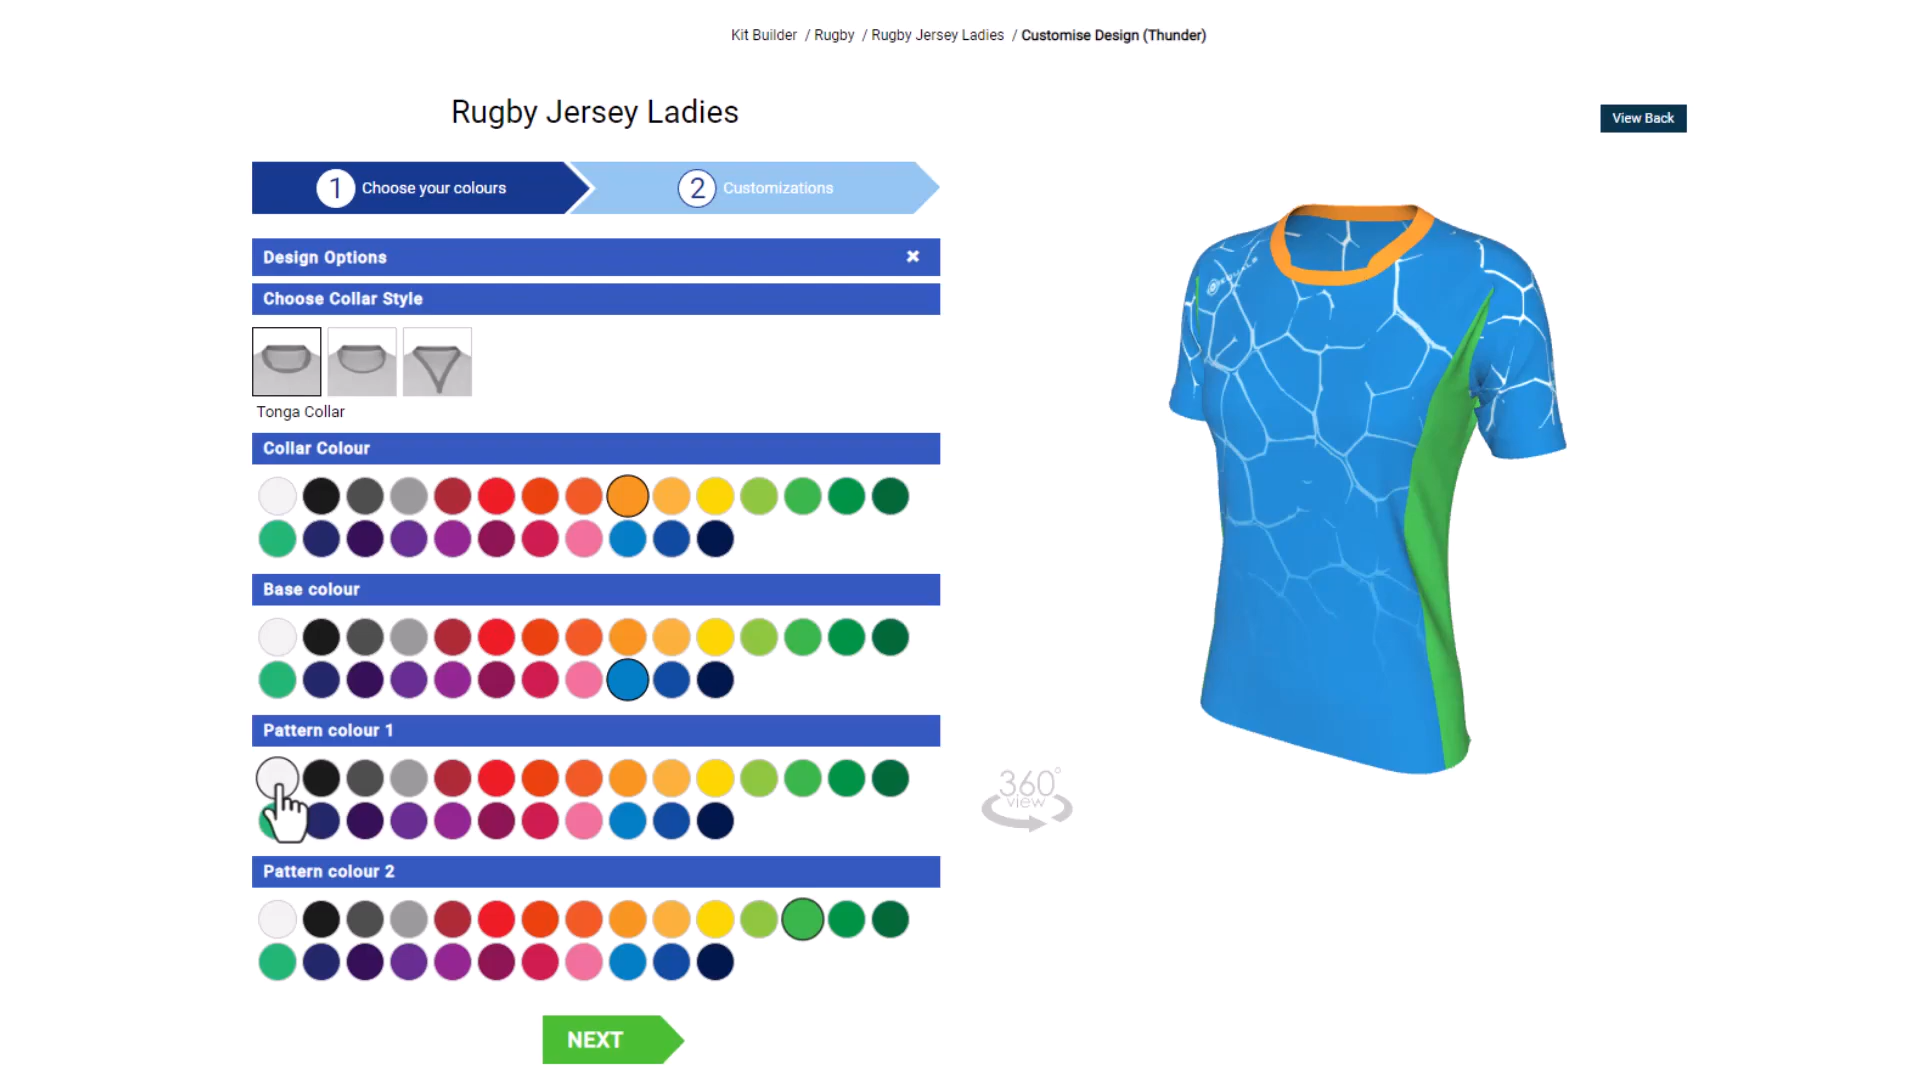 Kit Builder / Rugby / Rugby Jersey Ladies / Customise Design (Thunder)
Rugby Jersey Ladies
View Back
1 Choose your colours
2 Customizations
Design Options
Choose Collar Style
Tonga Collar
Collar Colour
Base colour
Pattern colour 1
360°
view
Pattern colour 2
NEXT